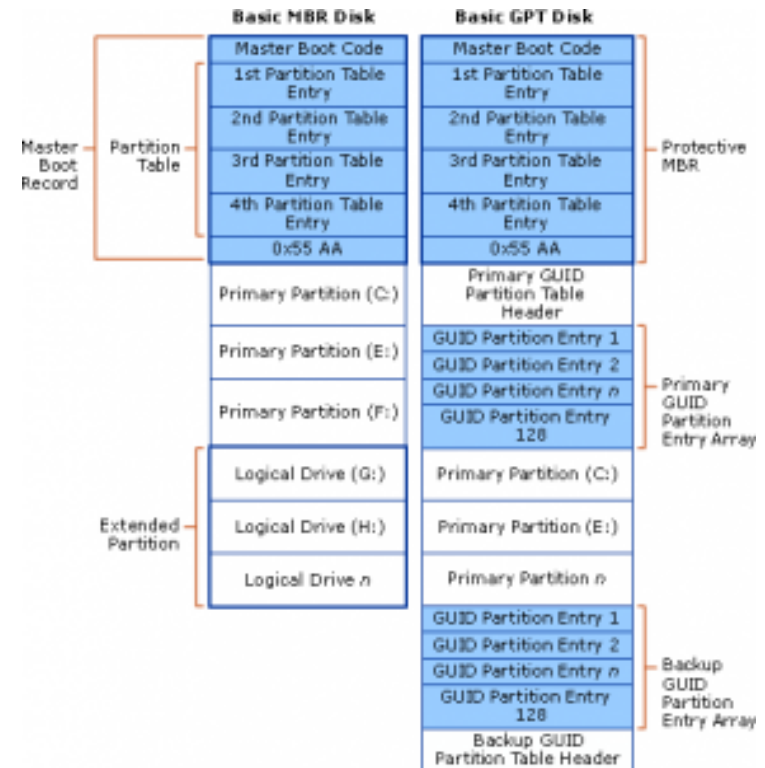 Basic MBR Disk
Master Boot Code
1st Partition Table
Entry
2nd Partition Table
Entry
3rd Partition Table
Entry
4th Partition Table
Entry
0x55 AA
Primary Partition (C:)
Primary Partition (E:)
Primary Partition (F:)
Logical Drive (G:)
Logical Drive (H:)
Logical Drive n
Master
Boot
Record
Partition
Table
Extended
Partition
Basic GPT Disk
Master Boot Code
1st Partition Table
Entry
2nd Partition Table
Entry
3rd Partition Table
Entry
4th Partition Table
Entry
0x55 AA
Primary GUID
Partition Table
Header
GUID Partition Entry 1
GUID Partition Entry 2
GUID Partition Entry n
GUID Partition Entry
128
Primary Partition (C:)
Primary Partition (E:)
Primary Partition n
GUID Partition Entry 1
GUID Partition Entry 2
GUID Partition Entry n
GUID Partition Entry
128
Backup GUID
Partition Table Header
Protective
MBR
Primary
GUID
Partition
Entry Array
Backup
GUID
Partition
Entry Array